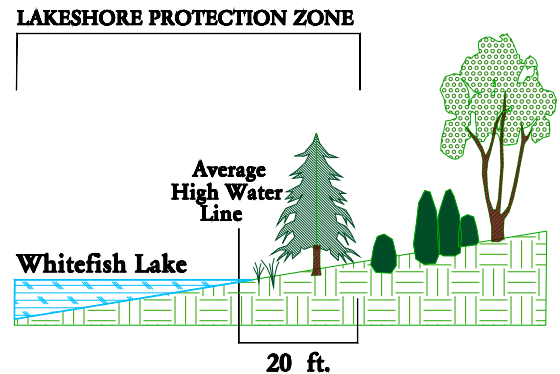 LAKESHORE PROTECTION ZONE
Average
High Water
Line
Whitefish Lake
20 ft.